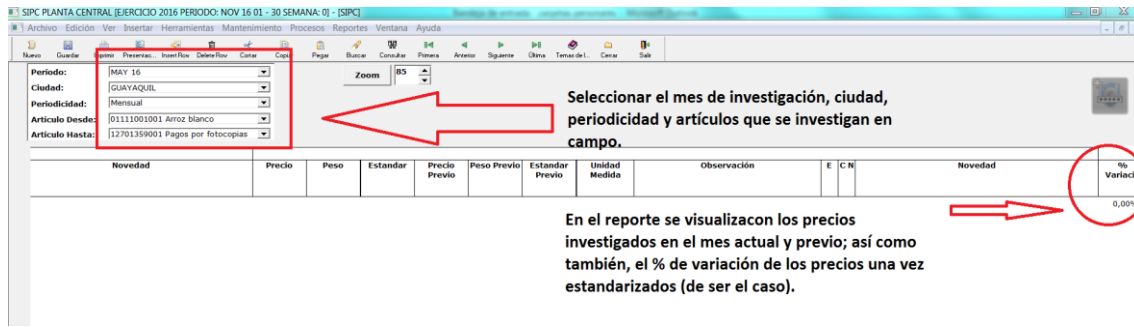 SIPC PLANTA CENTRAL [EJERCICIO 2016 PERIODO: NOV 16 01 - 30 SEMANA: 0] - [SIPC]
Archivo Edición Ver Insertar Herramientas Mantenimiento Procesos Reportes Ventana Ayuda
Nuevo Guardar Imprimir Presentac... Insert Row Delete Row Cortar Copiar Pegar Buscar Consultar Primera Anterior Siguiente Última Temas de l... Cerrar Salir
Período: MAY 16
Zoom 85
Ciudad: GUAYAQUIL
Periodicidad: Mensual
Artículo Desde: 01111001001 Arroz blanco
Artículo Hasta: 12701359001 Pagos por fotocopias
Seleccionar el mes de investigación, ciudad,
periodicidad y artículos que se investigan en
campo.
Novedad Precio Peso Estandar Precio Previo Peso Previo Estandar Previo Unidad Medida Observación E C N Novedad % Variaci
0,00%
En el reporte se visualizacon los precios
investigados en el mes actual y previo; así como
también, el % de variación de los precios una vez
estandarizados (de ser el caso).